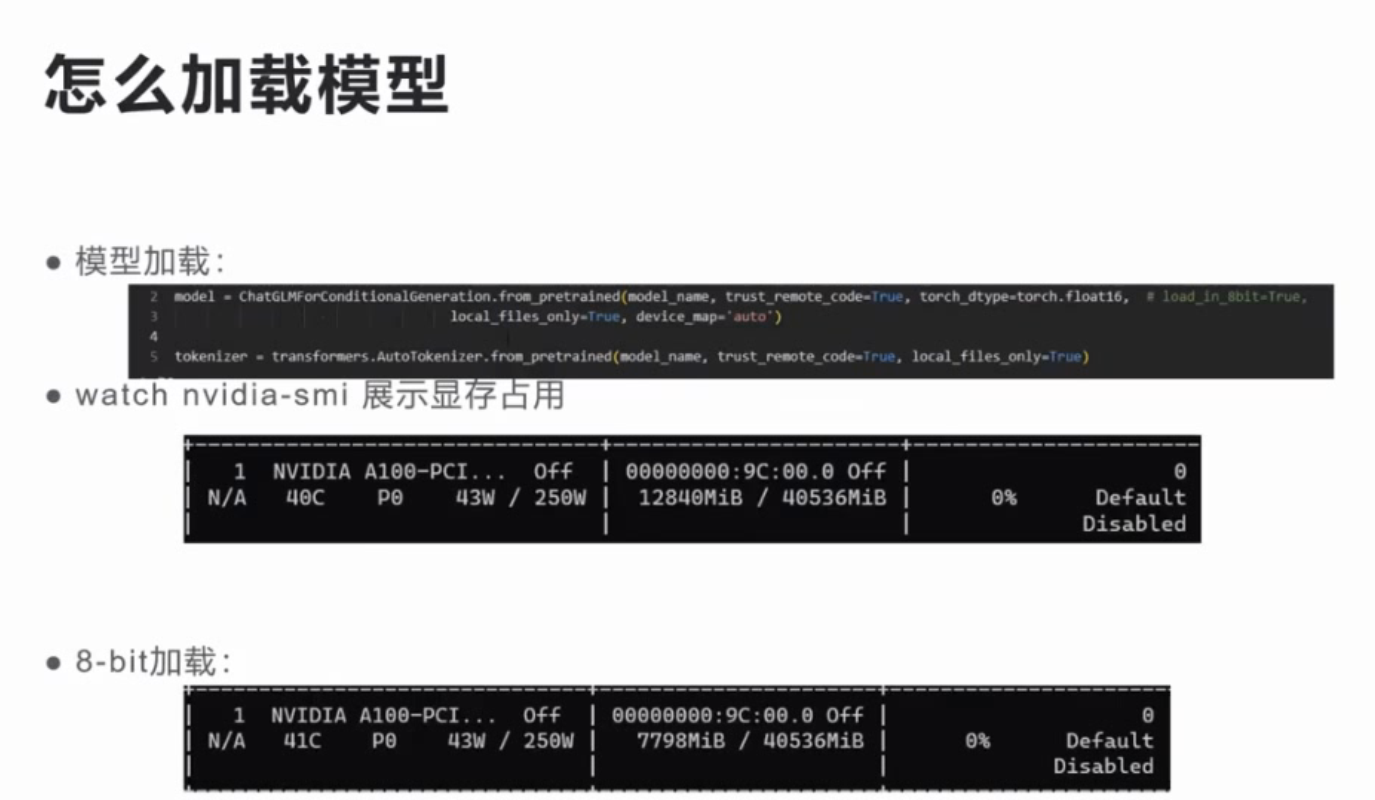 怎么加载模型
● 模型加载：
2 model = ChatGLMForConditionalGeneration.from_pretrained(model_name, trust_remote_code=True, torch_dtype=torch.float16, # load_in_8bit=True,
3 local_files_only=True, device_map='auto')
4
5 tokenizer = transformers.AutoTokenizer.from_pretrained(model_name, trust_remote_code=True, local_files_only=True)
● watch nvidia-smi 展示显存占用
| 1 NVIDIA A100-PCI... Off | 00000000:9C:00.0 Off | 0
| N/A 40C P0 43W / 250W | 12840MiB / 40536MiB | 0% Default
| | | Disabled
● 8-bit加载：
| 1 NVIDIA A100-PCI... Off | 00000000:9C:00.0 Off | 0
| N/A 41C P0 43W / 250W | 7798MiB / 40536MiB | 0% Default
| | | Disabled